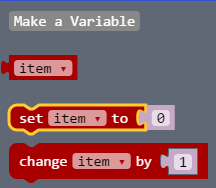 Make a Variable
item
set item to 0
change item by 1